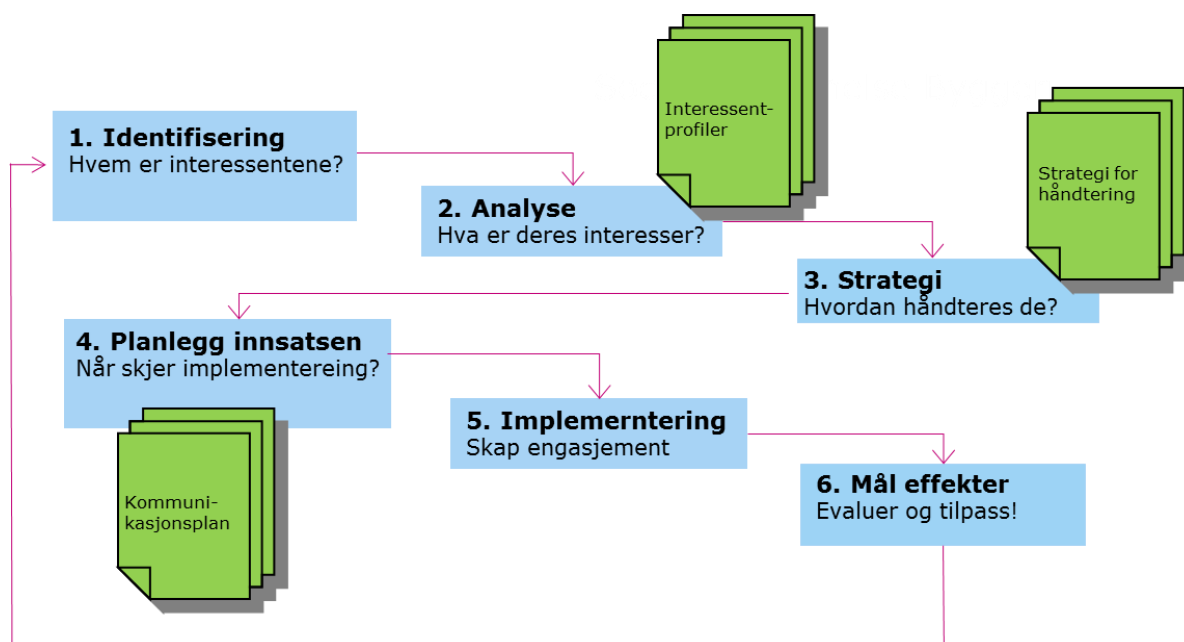 1. Identifisering
Hvem er interessentene?
Interessent-
profiler
2. Analyse
Hva er deres interesser?
Strategi for
håndtering
3. Strategi
Hvordan håndteres de?
4. Planlegg innsatsen
Når skjer implementereing?
Kommuni-
kasjonsplan
5. Implemerntering
Skap engasjement
6. Mål effekter
Evaluer og tilpass!